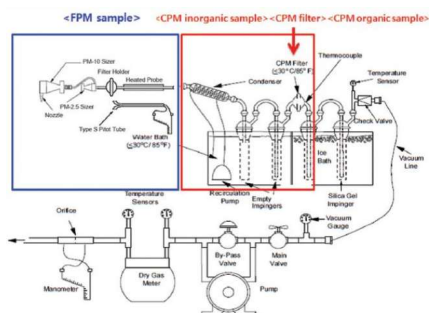 <FPM sample>
<CPM inorganic sample><CPM filter><CPM organic sample>
PM-10 Sizer
Filter Holder
Heated Probe
PM-2.5 Sizer
Nozzle
Type S Pitot Tube
Condenser
CPM Filter
(≤30°C/85° F)
Thermocouple
Temperature
Sensor
Check Valve
Water Bath
(≤30°C/ 85°F)
Ice
Bath
Vacuum
Line
Recirculation
Pump
Empty
Impingers
Silica Gel
Impinger
Temperature
Sensors
Orifice
Vacuum
Gauge
Manometer
Dry Gas
Meter
By-Pass
Valve
Main
Valve
Pump